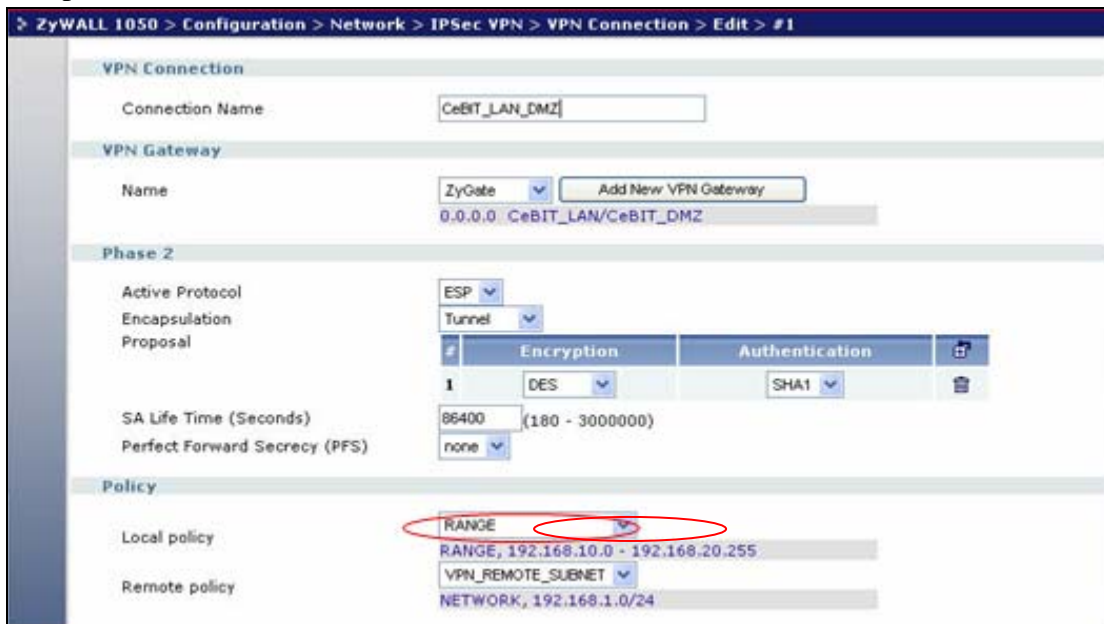 ZyWALL 1050 > Configuration > Network > IPSec VPN > VPN Connection > Edit > #1
VPN Connection
Connection Name CeBIT_LAN_DMZ
VPN Gateway
Name ZyGate Add New VPN Gateway
0.0.0.0 CeBIT_LAN/CeBIT_DMZ
Phase 2
Active Protocol ESP
Encapsulation Tunnel
Proposal
# Encryption Authentication
1 DES SHA1
SA Life Time (Seconds) 86400 (180 - 3000000)
Perfect Forward Secrecy (PFS) none
Policy
Local policy RANGE
RANGE, 192.168.10.0 - 192.168.20.255
Remote policy VPN_REMOTE_SUBNET
NETWORK, 192.168.1.0/24